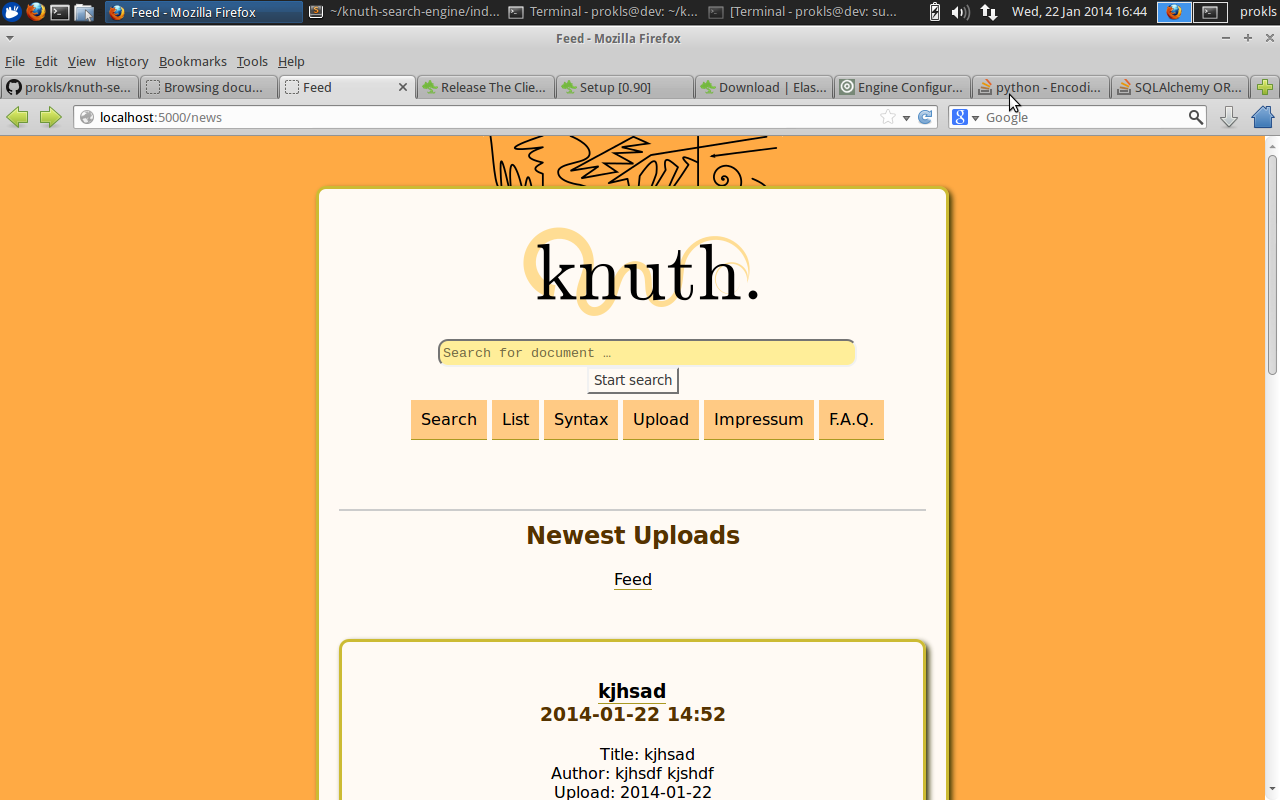 Feed - Mozilla Firefox
~/knuth-search-engine/ind...
Terminal - prokls@dev: ~/k...
[Terminal - prokls@dev: su...
Wed, 22 Jan 2014 16:44
prokls
Feed - Mozilla Firefox
File Edit View History Bookmarks Tools Help
prokls/knuth-se...
Browsing docu...
Feed
Release The Clie...
Setup [0.90]
Download | Elas...
Engine Configur...
python - Encodi...
SQLAlchemy OR...
localhost:5000/news
Google
knuth.
Search for document …
Start search
Search List Syntax Upload Impressum F.A.Q.
Newest Uploads
Feed
kjhsad
2014-01-22 14:52
Title: kjhsad
Author: kjhsdf kjshdf
Upload: 2014-01-22